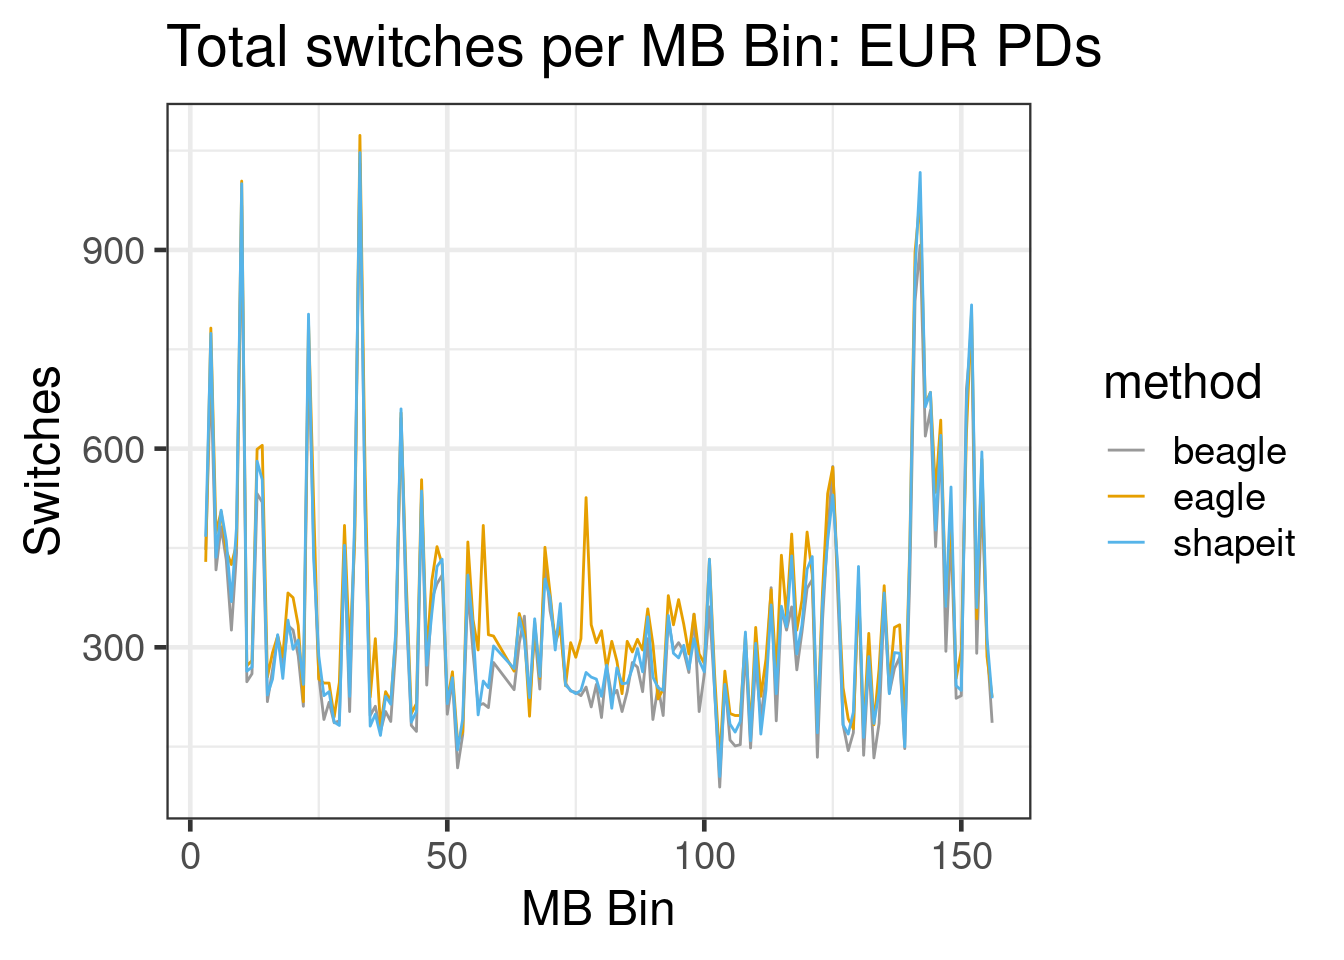 Total switches per MB Bin: EUR PDs
900
600
300
Switches
0 50 100 150
MB Bin
method
beagle
eagle
shapeit